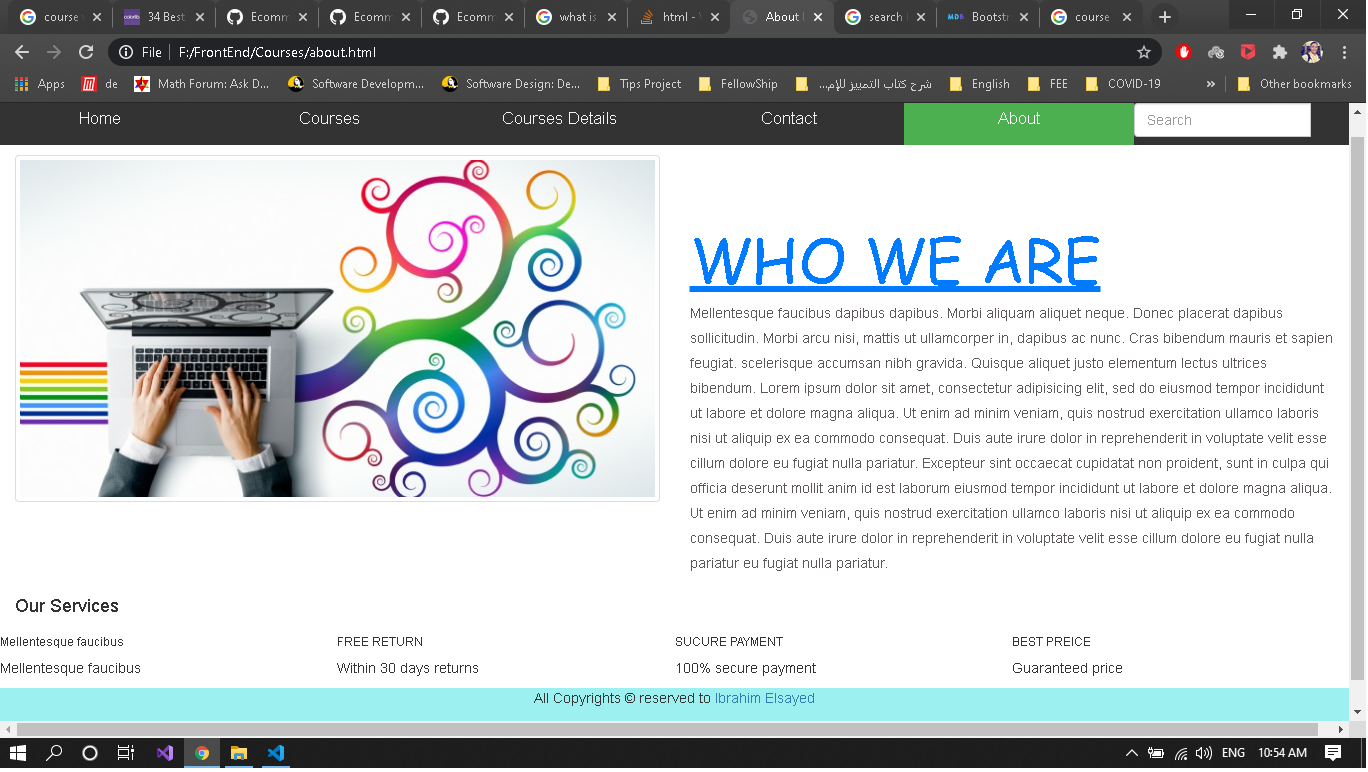 course
34 Best
Ecomm
Ecomm
Ecomm
what is
html -
About
search
Bootstr
course
File F:/FrontEnd/Courses/about.html
Apps
de
Math Forum: Ask D...
Software Developm...
Software Design: De...
Tips Project
FellowShip
شرح كتاب التمييز للإم...
English
FEE
COVID-19
»
Other bookmarks
Home Courses Courses Details Contact About Search
WHO WE ARE
Mellentesque faucibus dapibus dapibus. Morbi aliquam aliquet neque. Donec placerat dapibus
sollicitudin. Morbi arcu nisi, mattis ut ullamcorper in, dapibus ac nunc. Cras bibendum mauris et sapien
feugiat. scelerisque accumsan nibh gravida. Quisque aliquet justo elementum lectus ultrices
bibendum. Lorem ipsum dolor sit amet, consectetur adipisicing elit, sed do eiusmod tempor incididunt
ut labore et dolore magna aliqua. Ut enim ad minim veniam, quis nostrud exercitation ullamco laboris
nisi ut aliquip ex ea commodo consequat. Duis aute irure dolor in reprehenderit in voluptate velit esse
cillum dolore eu fugiat nulla pariatur. Excepteur sint occaecat cupidatat non proident, sunt in culpa qui
officia deserunt mollit anim id est laborum eiusmod tempor incididunt ut labore et dolore magna aliqua.
Ut enim ad minim veniam, quis nostrud exercitation ullamco laboris nisi ut aliquip ex ea commodo
consequat. Duis aute irure dolor in reprehenderit in voluptate velit esse cillum dolore eu fugiat nulla
pariatur eu fugiat nulla pariatur.
Our Services
Mellentesque faucibus FREE RETURN SUCURE PAYMENT BEST PREICE
Mellentesque faucibus Within 30 days returns 100% secure payment Guaranteed price
All Copyrights © reserved to Ibrahim Elsayed
ENG 10:54 AM